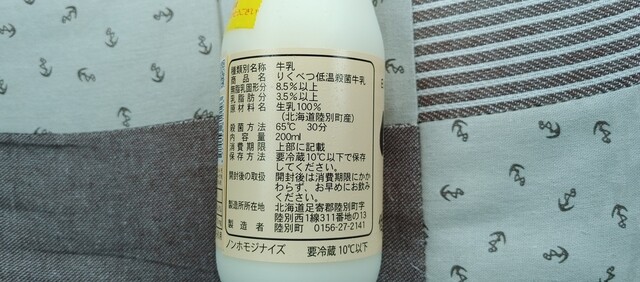 種類別名称 牛乳
商品名 りくべつ低温殺菌牛乳
無脂乳固形分 8.5%以上
乳脂肪分 3.5%以上
原材料名 生乳100%
(北海道陸別町産)
殺菌方法 65℃ 30分
内容量 200ml
消費期限 上部に記載
保存方法 要冷蔵10℃以下で保存
してください。
開封後の取扱 開封後は消費期限にかか
わらず、お早めにお飲み
ください。
製造所所在地 北海道足寄郡陸別町字
陸別西1線311番地の13
製造者 陸別町 0156-27-2141
ノンホモジナイズ 要冷蔵10℃以下